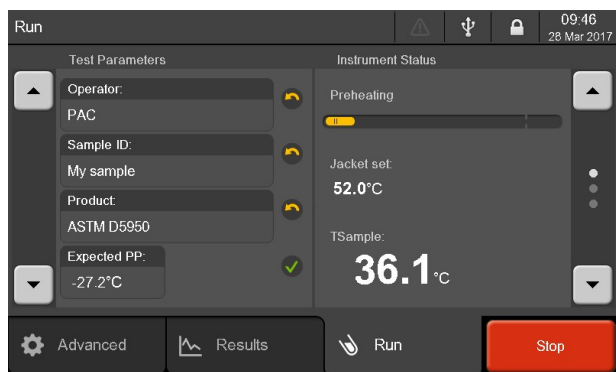 Run
09:46
28 Mar 2017
Test Parameters
Operator:
PAC
Sample ID:
My sample
Product:
ASTM D5950
Expected PP:
-27.2°C
Instrument Status
Preheating
Jacket set:
52.0°C
TSample:
36.1°C
Advanced
Results
Run
Stop